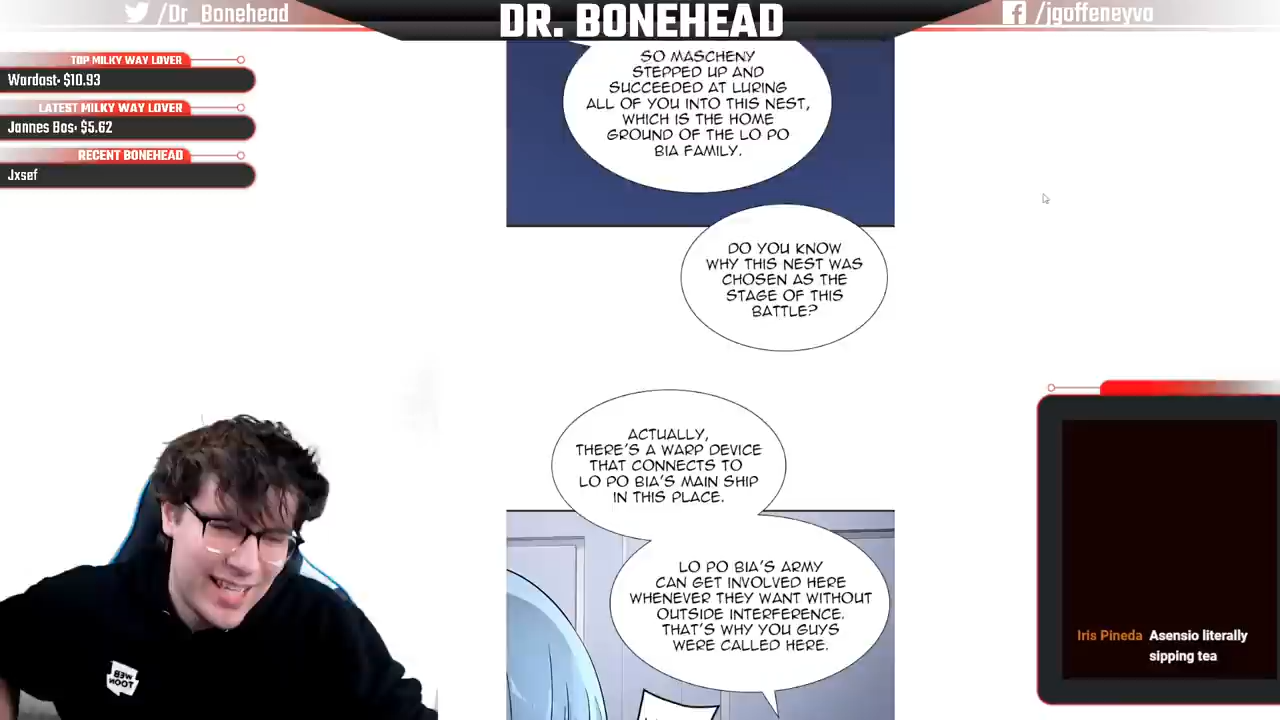 /Dr_Bonehead
DR. BONEHEAD
/jgoffeneyva
TOP MILKY WAY LOVER
Wardast• $10.93
LATEST MILKY WAY LOVER
Jannes Bos• $5.62
RECENT BONEHEAD
Jxsef
SO MASCHENY
STEPPED UP AND
SUCCEEDED AT LURING
ALL OF YOU INTO THIS NEST,
WHICH IS THE HOME
GROUND OF THE LO PO
BIA FAMILY.
DO YOU KNOW
WHY THIS NEST WAS
CHOSEN AS THE
STAGE OF THIS
BATTLE?
ACTUALLY,
THERE'S A WARP DEVICE
THAT CONNECTS TO
LO PO BIA'S MAIN SHIP
IN THIS PLACE.
LO PO BIA'S ARMY
CAN GET INVOLVED HERE
WHENEVER THEY WANT WITHOUT
OUTSIDE INTERFERENCE.
THAT'S WHY YOU GUYS
WERE CALLED HERE.
Iris Pineda Asensio literally
sipping tea
WEB
TOON